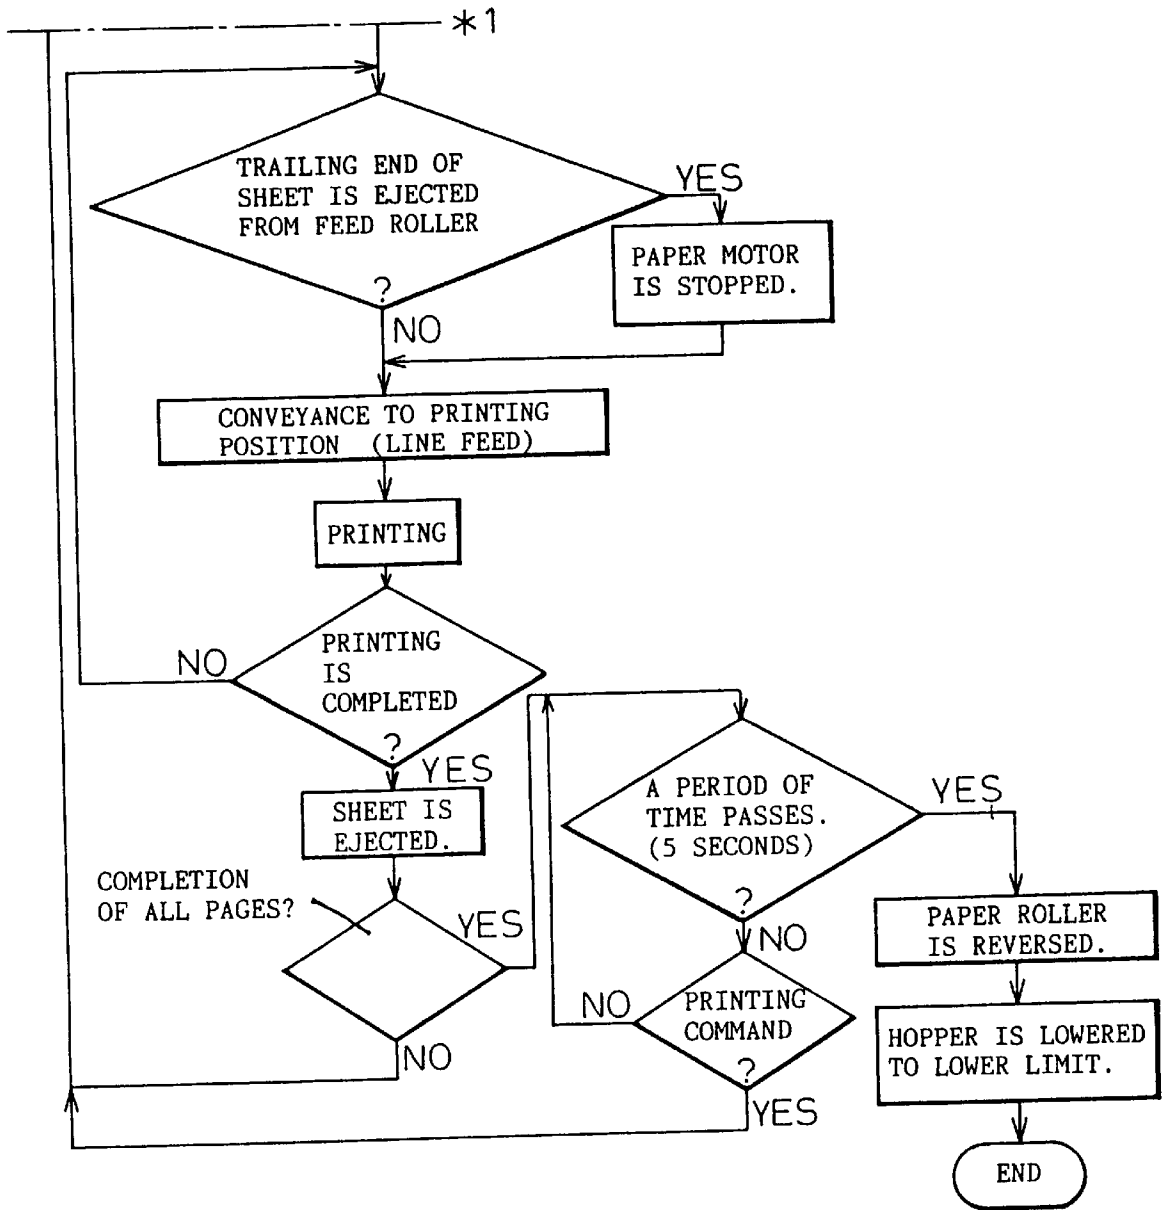 *1
TRAILING END OF
SHEET IS EJECTED
FROM FEED ROLLER
?
YES
PAPER MOTOR
IS STOPPED.
NO
CONVEYANCE TO PRINTING
POSITION (LINE FEED)
PRINTING
PRINTING
IS
COMPLETED
?
NO
YES
SHEET IS
EJECTED.
COMPLETION
OF ALL PAGES?
YES
NO
A PERIOD OF
TIME PASSES.
(5 SECONDS)
?
YES
NO
PRINTING
COMMAND
?
NO
YES
PAPER ROLLER
IS REVERSED.
HOPPER IS LOWERED
TO LOWER LIMIT.
END